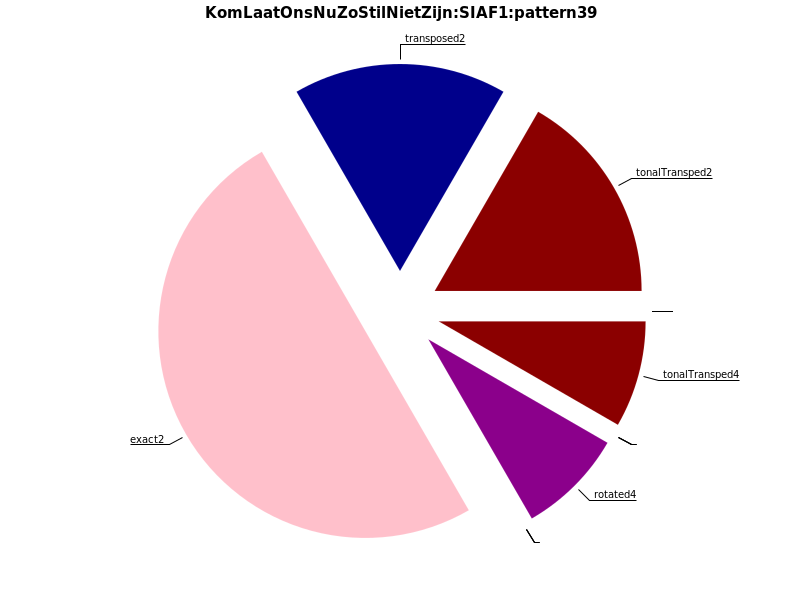 KomLaatOnsNuZoStilNietZijn:SIAF1:pattern39
transposed2
tonalTransped2
tonalTransped4
exact2
rotated4